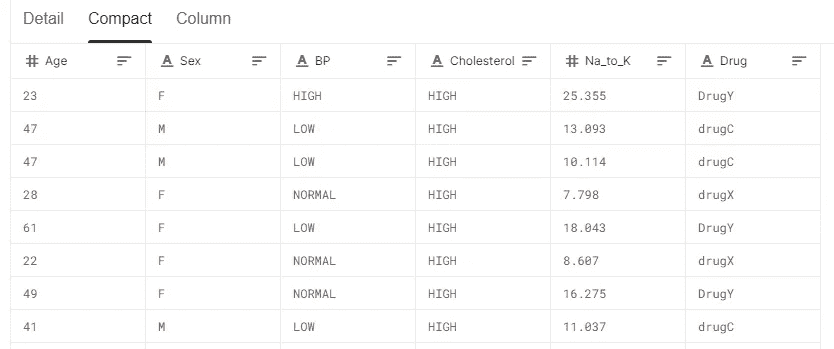 Detail Compact Column
# Age A Sex A BP A Cholesterol # Na_to_K A Drug
23 F HIGH HIGH 25.355 DrugY
47 M LOW HIGH 13.093 drugC
47 M LOW HIGH 10.114 drugC
28 F NORMAL HIGH 7.798 drugX
61 F LOW HIGH 18.043 DrugY
22 F NORMAL HIGH 8.607 drugX
49 F NORMAL HIGH 16.275 DrugY
41 M LOW HIGH 11.037 drugC